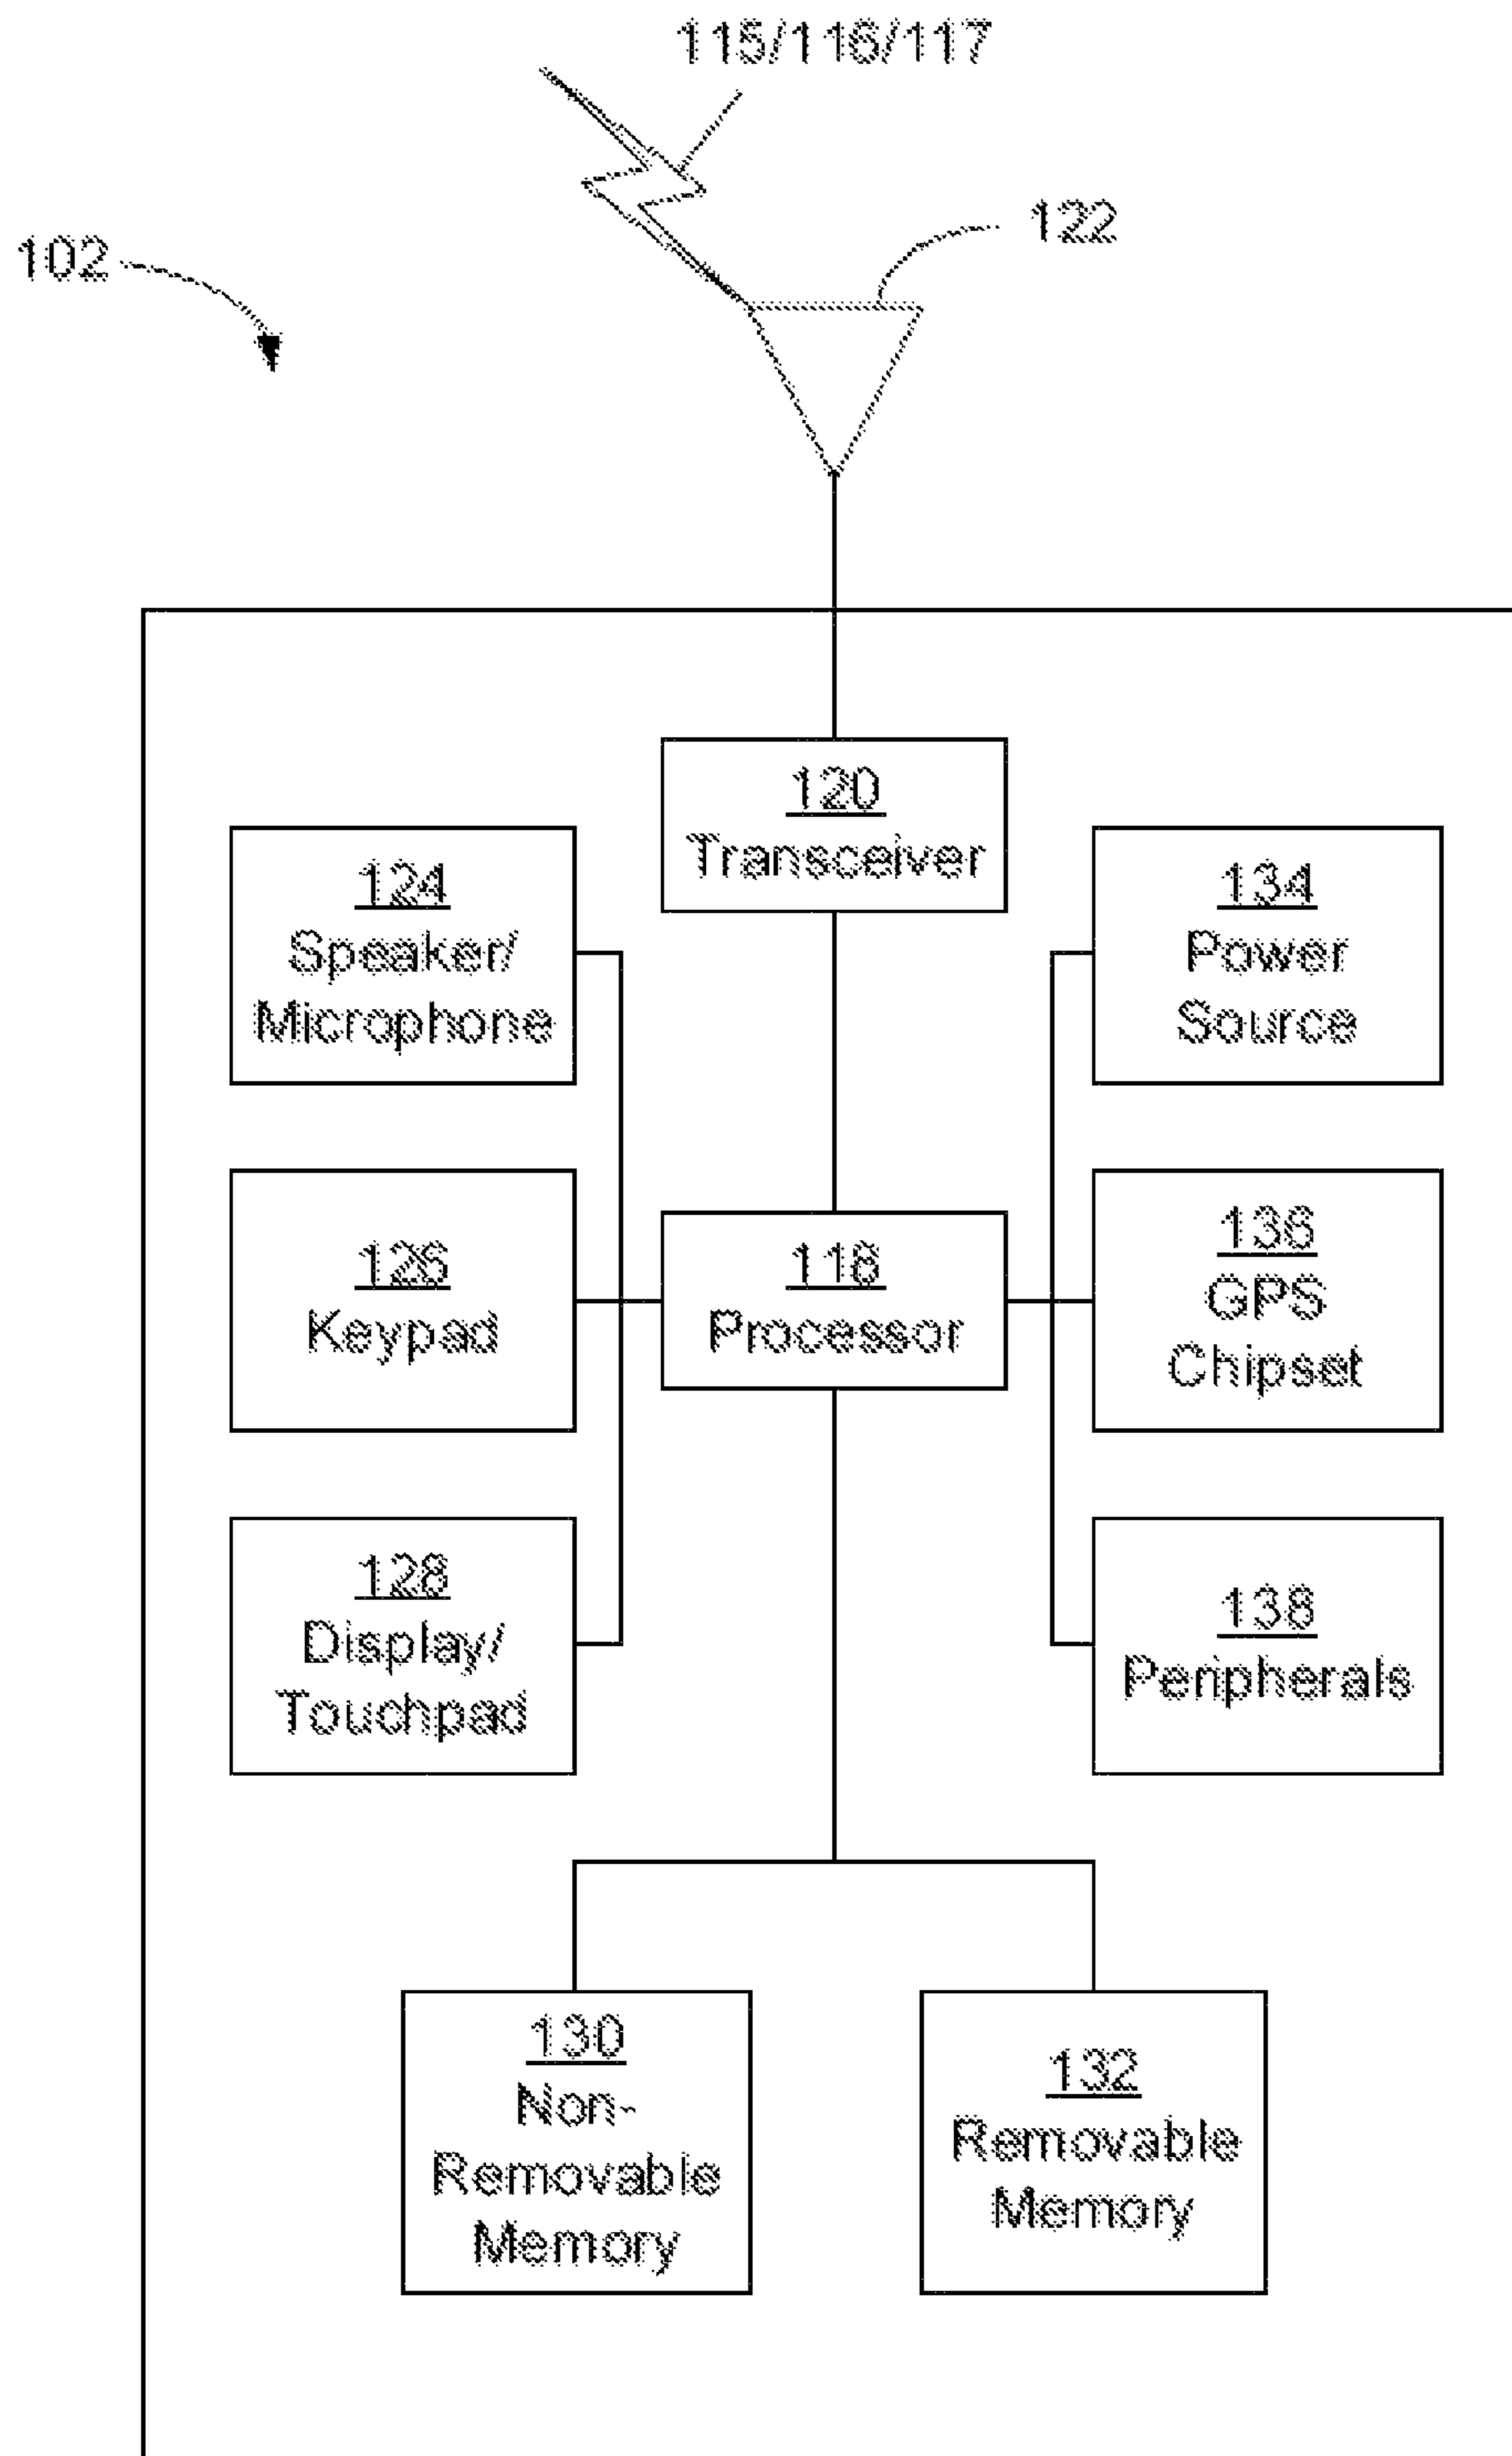 115/116/117
122
102
120
Transceiver
124
Speaker/
Microphone
134
Power
Source
126
Keypad
118
Processor
136
GPS
Chipset
128
Display/
Touchpad
138
Peripherals
130
Non-
Removable
Memory
132
Removable
Memory